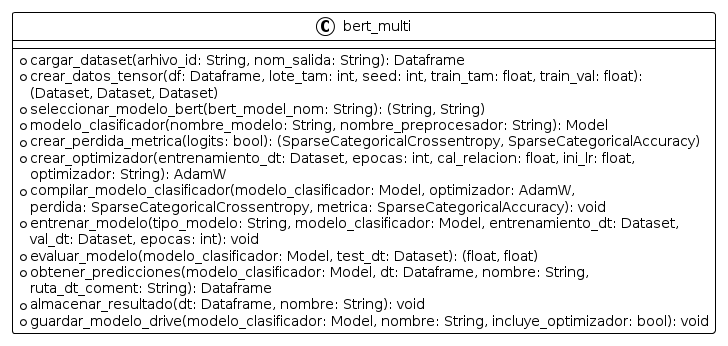 C bert_multi
cargar_dataset(arhivo_id: String, nom_salida: String): Dataframe
crear_datos_tensor(df: Dataframe, lote_tam: int, seed: int, train_tam: float, train_val: float):
(Dataset, Dataset, Dataset)
seleccionar_modelo_bert(bert_model_nom: String): (String, String)
modelo_clasificador(nombre_modelo: String, nombre_preprocesador: String): Model
crear_perdida_metrica(logits: bool): (SparseCategoricalCrossentropy, SparseCategoricalAccuracy)
crear_optimizador(entrenamiento_dt: Dataset, epocas: int, cal_relacion: float, ini_lr: float,
optimizador: String): AdamW
compilar_modelo_clasificador(modelo_clasificador: Model, optimizador: AdamW,
perdida: SparseCategoricalCrossentropy, metrica: SparseCategoricalAccuracy): void
entrenar_modelo(tipo_modelo: String, modelo_clasificador: Model, entrenamiento_dt: Dataset,
val_dt: Dataset, epocas: int): void
evaluar_modelo(modelo_clasificador: Model, test_dt: Dataset): (float, float)
obtener_predicciones(modelo_clasificador: Model, dt: Dataframe, nombre: String,
ruta_dt_coment: String): Dataframe
almacenar_resultado(dt: Dataframe, nombre: String): void
guardar_modelo_drive(modelo_clasificador: Model, nombre: String, incluye_optimizador: bool): void